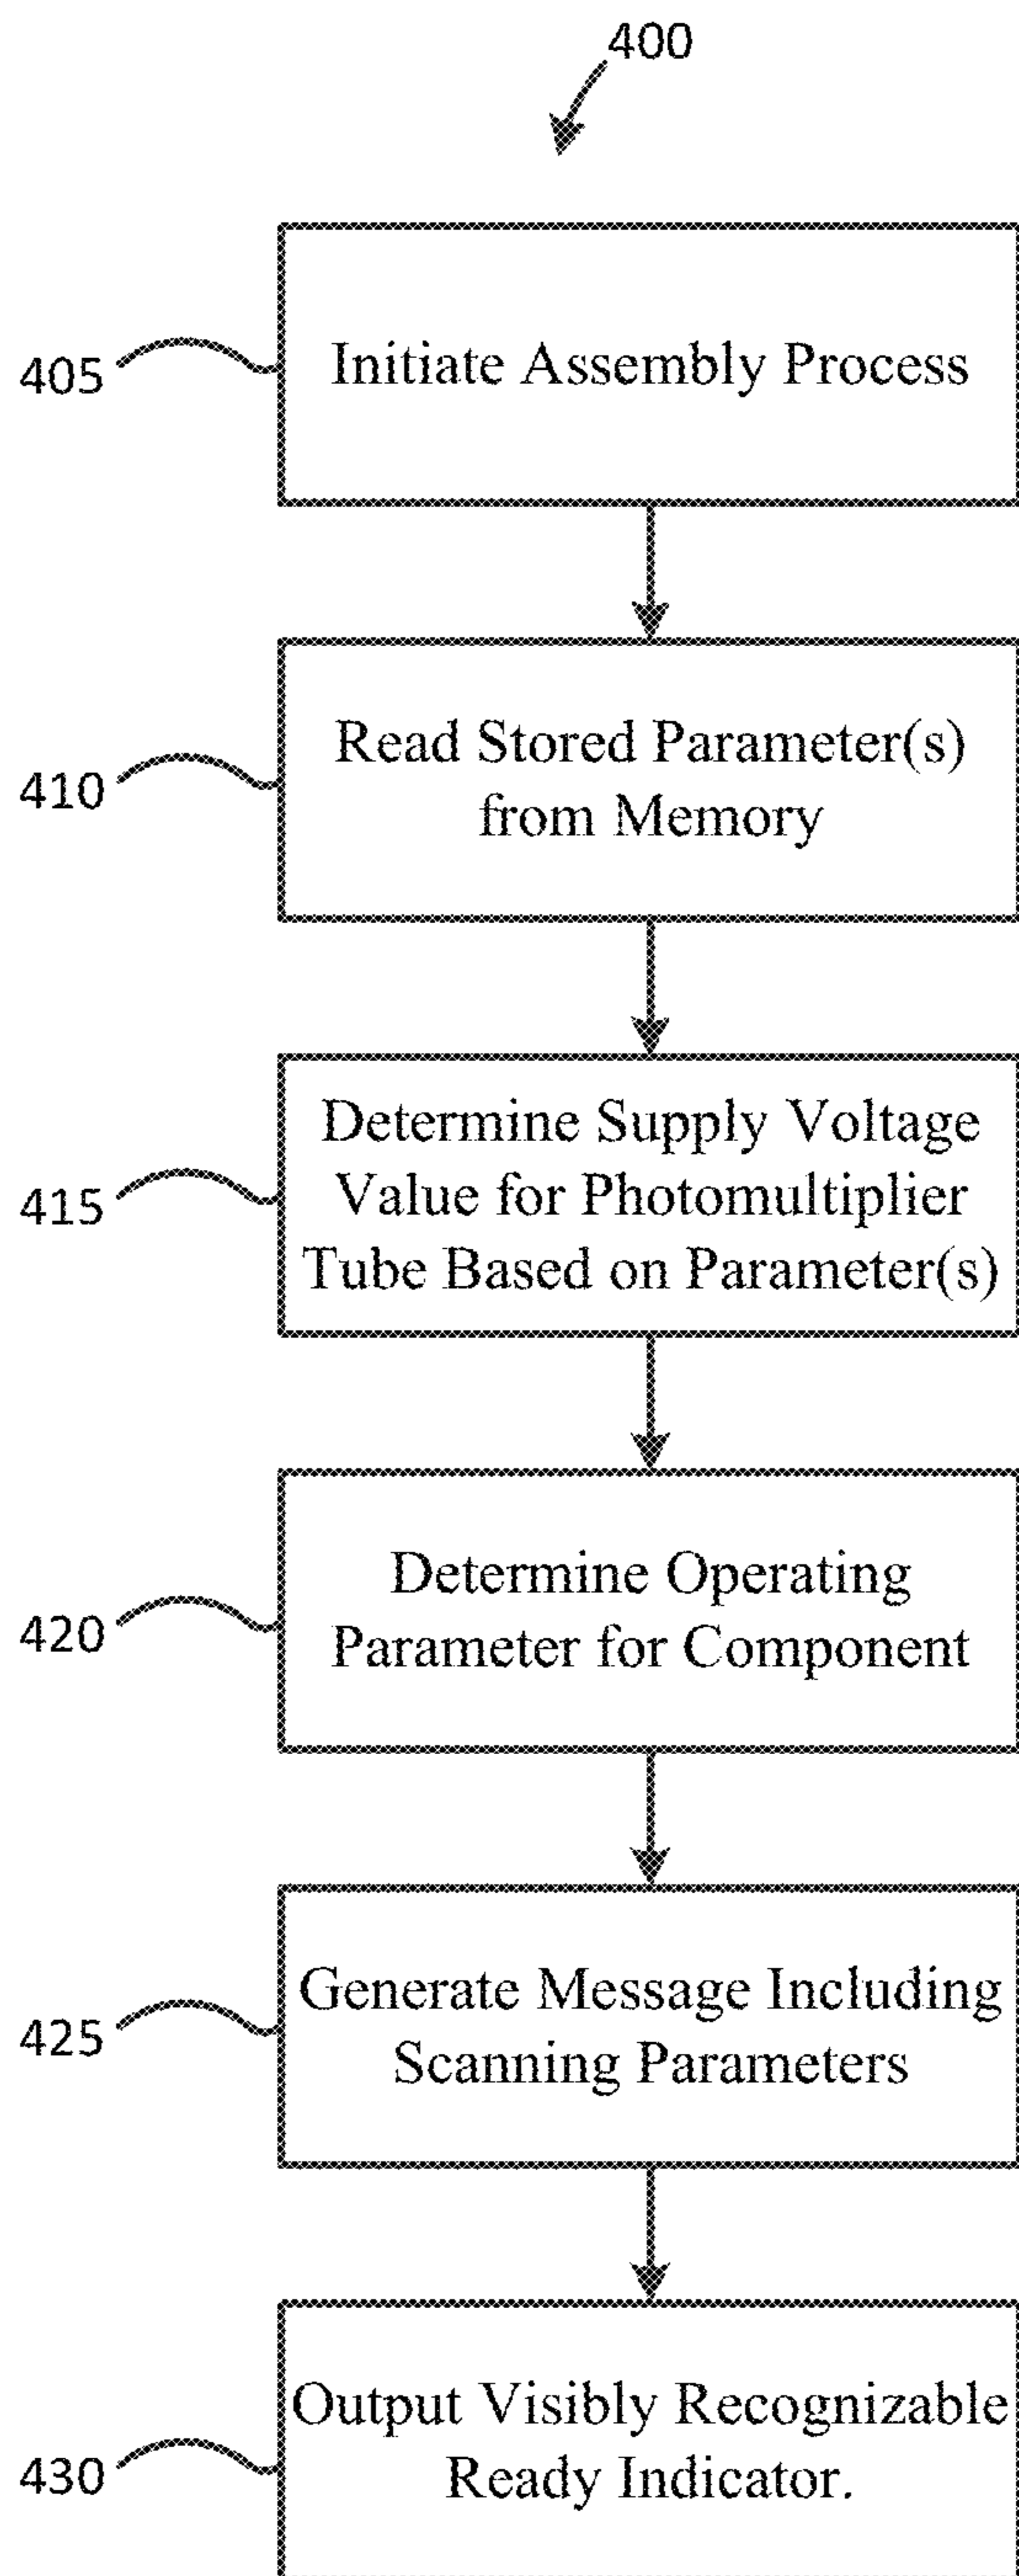 400
405
Initiate Assembly Process
410
Read Stored Parameter(s)
from Memory
415
Determine Supply Voltage
Value for Photomultiplier
Tube Based on Parameter(s)
420
Determine Operating
Parameter for Component
425
Generate Message Including
Scanning Parameters
430
Output Visibly Recognizable
Ready Indicator.